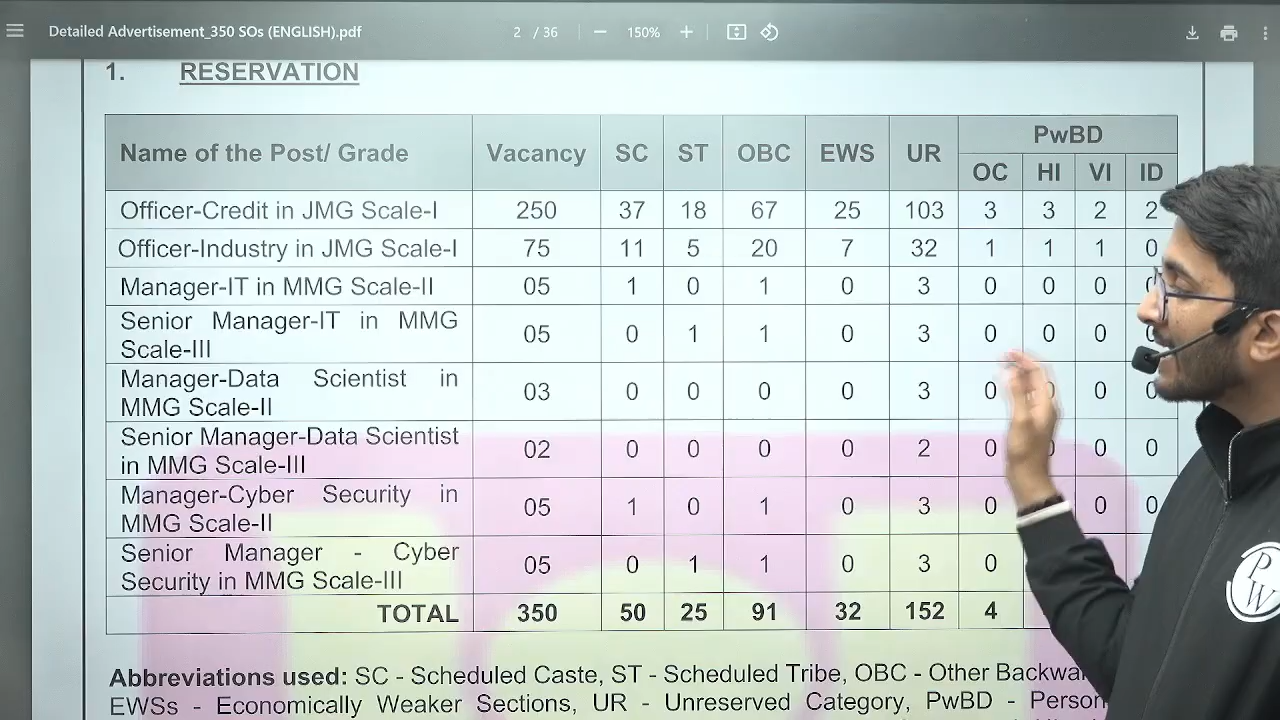 Detailed Advertisement_350 SOs (ENGLISH).pdf 2 / 36 150%
1. RESERVATION
Name of the Post/ Grade Vacancy SC ST OBC EWS UR PwBD
OC HI VI ID
Officer-Credit in JMG Scale-I 250 37 18 67 25 103 3 3 2 2
Officer-Industry in JMG Scale-I 75 11 5 20 7 32 1 1 1 0
Manager-IT in MMG Scale-II 05 1 0 1 0 3 0 0 0 0
Senior Manager-IT in MMG
Scale-III 05 0 1 1 0 3 0 0 0 0
Manager-Data Scientist in
MMG Scale-II 03 0 0 0 0 3 0 0 0 0
Senior Manager-Data Scientist
in MMG Scale-III 02 0 0 0 0 2 0 0 0 0
Manager-Cyber Security in
MMG Scale-II 05 1 0 1 0 3 0 0 0 0
Senior Manager - Cyber
Security in MMG Scale-III 05 0 1 1 0 3 0
TOTAL 350 50 25 91 32 152 4
Abbreviations used: SC - Scheduled Caste, ST - Scheduled Tribe, OBC - Other Backwa
EWSs - Economically Weaker Sections, UR - Unreserved Category, PwBD - Person
PW